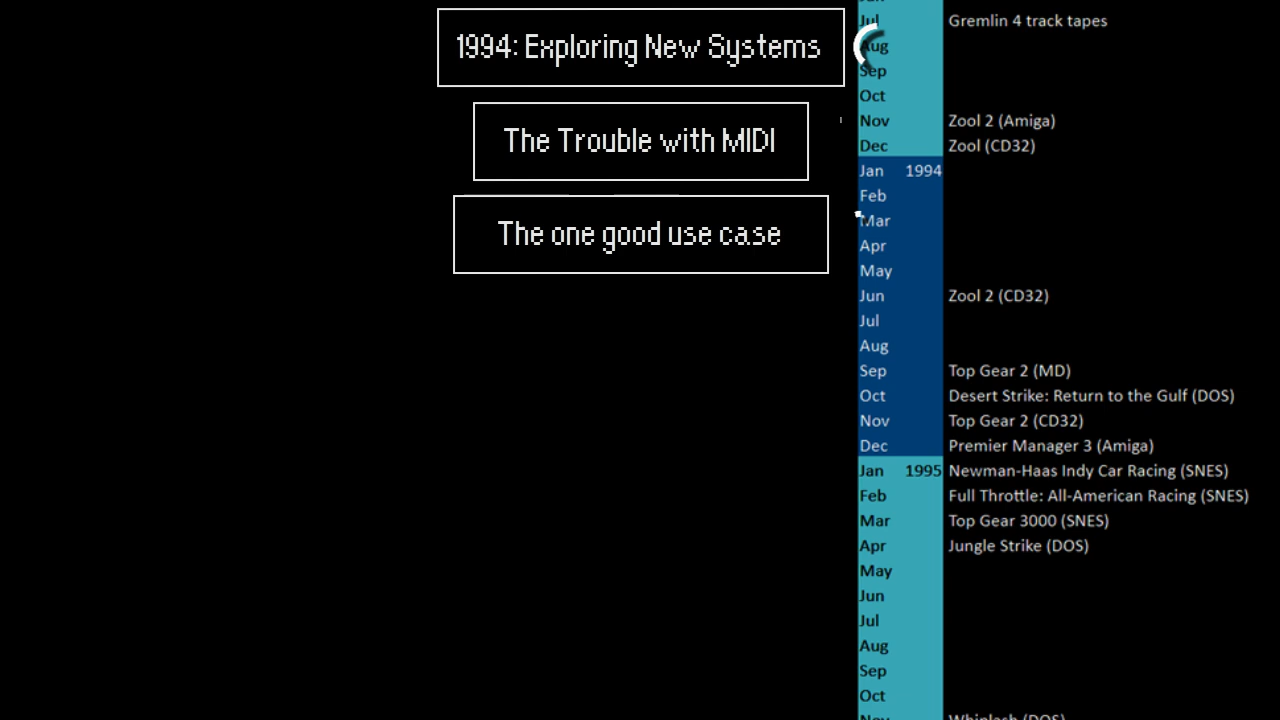 1994: Exploring New Systems
The Trouble with MIDI
The one good use case
Jul Gremlin 4 track tapes
Aug
Sep
Oct
Nov Zool 2 (Amiga)
Dec Zool (CD32)
Jan 1994
Feb
Mar
Apr
May
Jun Zool 2 (CD32)
Jul
Aug
Sep Top Gear 2 (MD)
Oct Desert Strike: Return to the Gulf (DOS)
Nov Top Gear 2 (CD32)
Dec Premier Manager 3 (Amiga)
Jan 1995 Newman-Haas Indy Car Racing (SNES)
Feb Full Throttle: All-American Racing (SNES)
Mar Top Gear 3000 (SNES)
Apr Jungle Strike (DOS)
May
Jun
Jul
Aug
Sep
Oct
Nov Whiplash (DOS)